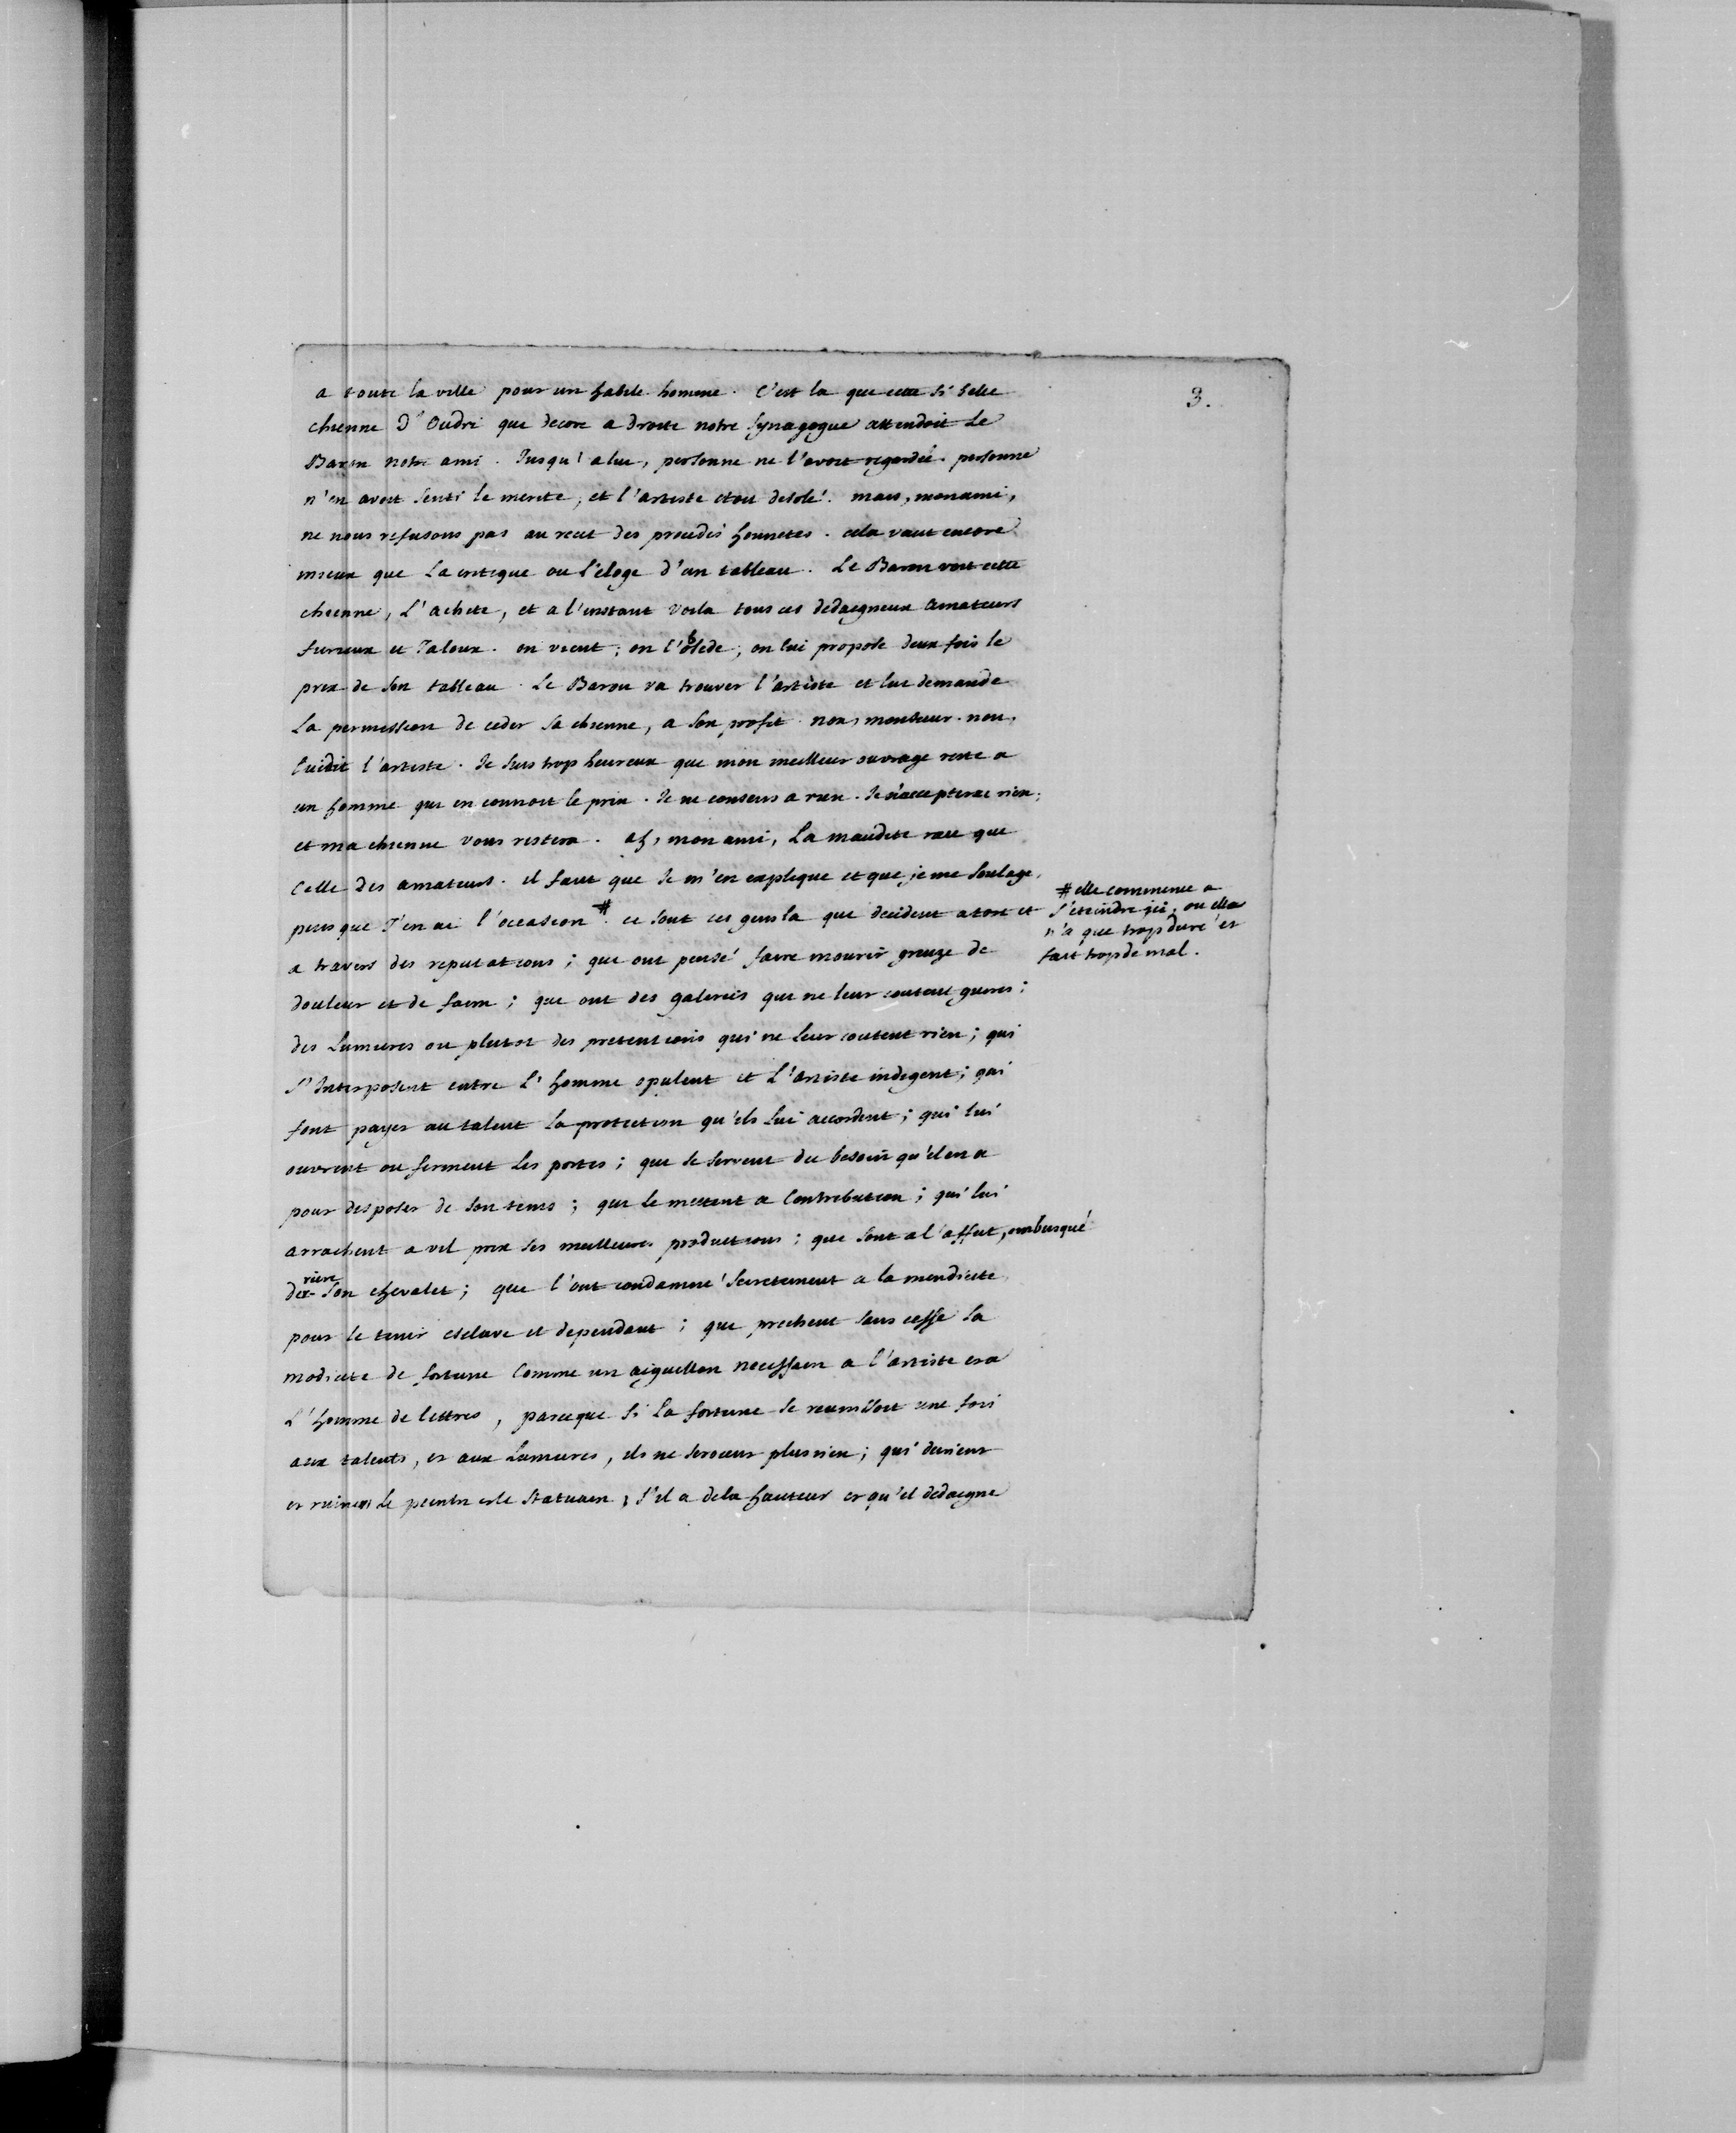 3.
a toute la ville pour un habile homme. C'est la que cette si belle
chienne d'Oudri qui decore a droite notre Synagogue attendoit le
Baron notre ami. Jusqu'a lui, personne ne l'avoit regardée. personne
n'en avoit senti le merite; et l'artiste etoit desolé. mais, mon ami,
ne nous refusons pas au recit des procedés honnetes. cela vaut encore
mieux que la critique ou l'éloge d'un tableau. Le Baron voit cette
chienne, l'achete, et a l'instant voila tous ces dedaigneux amateurs
furieux et Jaloux. on vient; on l'obsede; on lui propose deux fois le
prix de son tableau. Le Baron va trouver l'artiste et lui demande
la permission de ceder sa chienne, a son profit. non, monsieur. non,
lui dit l'artiste. Je suis trop heureux que mon meilleur ouvrage reste a
un homme qui en connoit le prix. Je ne consens a rien. Je n'accepterai rien;
et ma chienne vous restera. ah, mon ami, la maudite race que
celle des amateurs. il faut que Je m'en explique et que je me soulage,
puis que J'en ai l'occasion #. ce sont ces gens la qui decident a tort et
# elle commence a
s'éteindre ici, ou elle
n'a que trop duré et
fait trop de mal.
a travers des reputations; qui ont pensé faire mourir greuze de
douleur et de faim; qui ont des galeries qui ne leur coutent gueres;
des Lumieres ou plutot des pretentions qui ne leur coutent rien; qui
s'Interposent entre l'homme opulent et l'artiste indigent; qui
font payer au talent la protection qu'ils lui accordent; qui lui
ouvrent ou ferment les portes; qui se servent du besoin qu'il en a
pour disposer de son tems; qui le mettent a Contribution; qui lui
arrachent a vil prix ses meilleures productions; qui sont a l'affut, embusqué
derriere son chevalet; qui l'ont condamné secretement a la mendicité
pour le tenir esclave et dependant; qui prechent sans cesse la
modicite de fortune Comme un aiguillon necessaire a l'artiste et a
l'homme de lettres, parceque si la fortune se reunissoit une fois
aux talents, et aux Lumieres, ils ne seroient plus rien; qui
et ruinent le peintre et le statuaire, s'il a de la hauteur et qu'il dedaigne